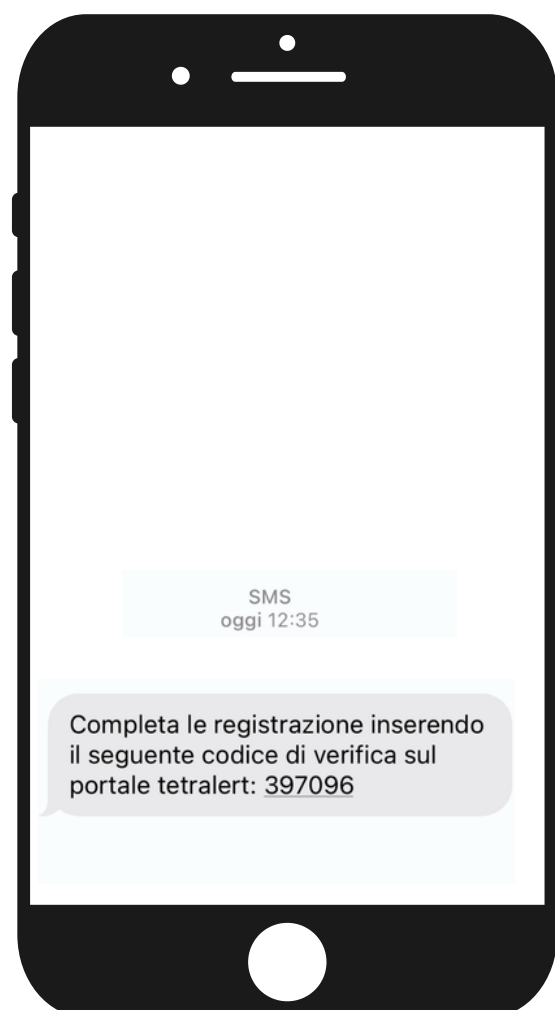 SMS
oggi 12:35
Completa le registrazione inserendo
il seguente codice di verifica sul
portale tetralert: 397096